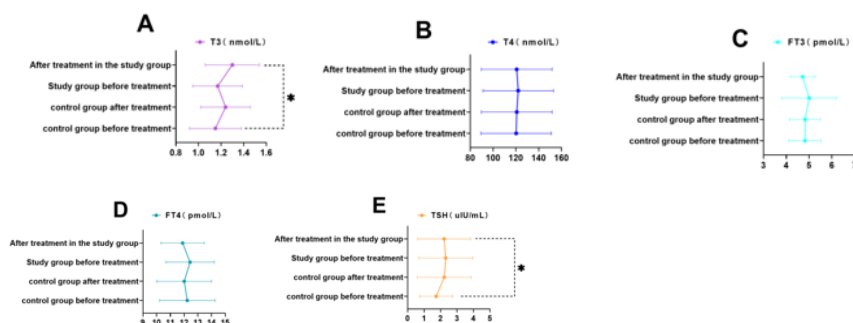 A
T3 ( nmol/L)
After treatment in the study group
Study group before treatment
control group after treatment
control group before treatment
0.8 1.0 1.2 1.4 1.6
*
B
T4 ( nmol/L)
After treatment in the study group
Study group before treatment
control group after treatment
control group before treatment
80 100 120 140 160
C
FT3 ( pmol/L)
After treatment in the study group
Study group before treatment
control group after treatment
control group before treatment
3 4 5 6 7
D
FT4 ( pmol/L)
After treatment in the study group
Study group before treatment
control group after treatment
control group before treatment
9 10 11 12 13 14 15
E
TSH( uIU/mL)
After treatment in the study group
Study group before treatment
control group after treatment
control group before treatment
0 1 2 3 4 5
*